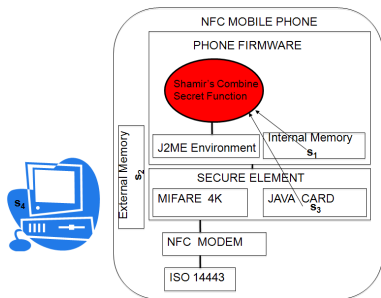 NFC MOBILE PHONE
PHONE FIRMWARE
Shamir's Combine
Secret Function
J2ME Environment
Internal Memory
s1
External Memory
s2
SECURE ELEMENT
MIFARE 4K
JAVA CARD
s3
s4
NFC MODEM
ISO 14443